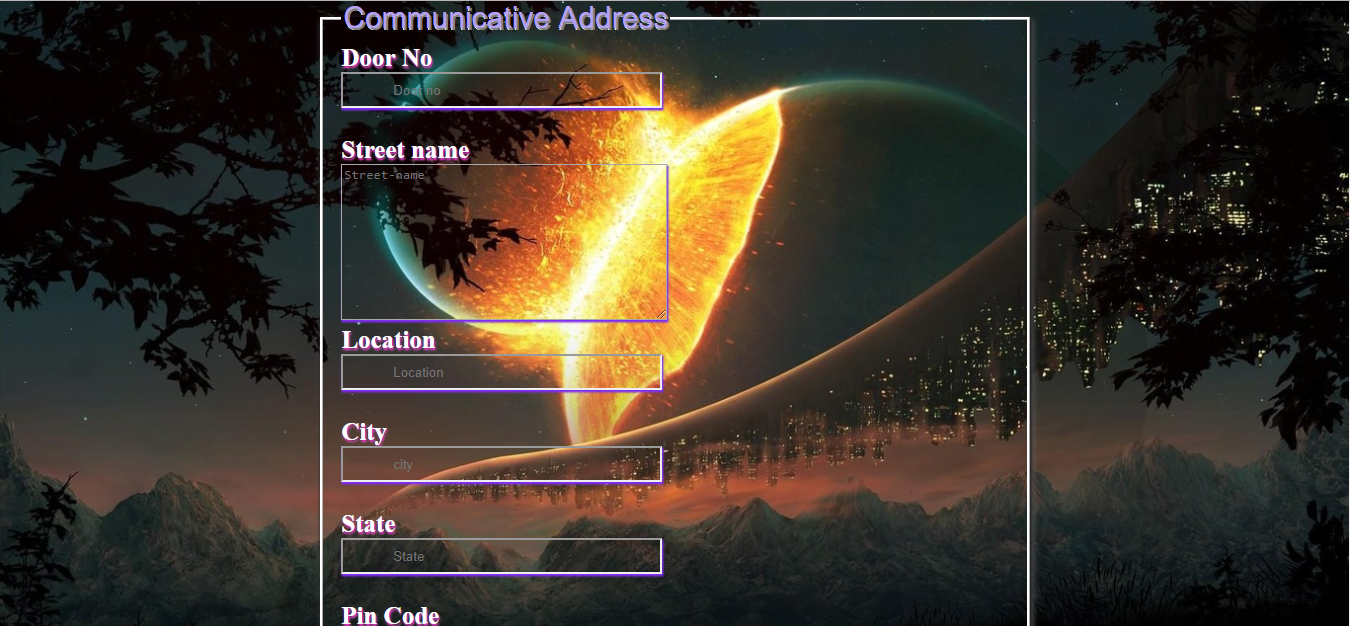 Communicative Address
Door No
Door no
Street name
Street-name
Location
Location
City
city
State
State
Pin Code